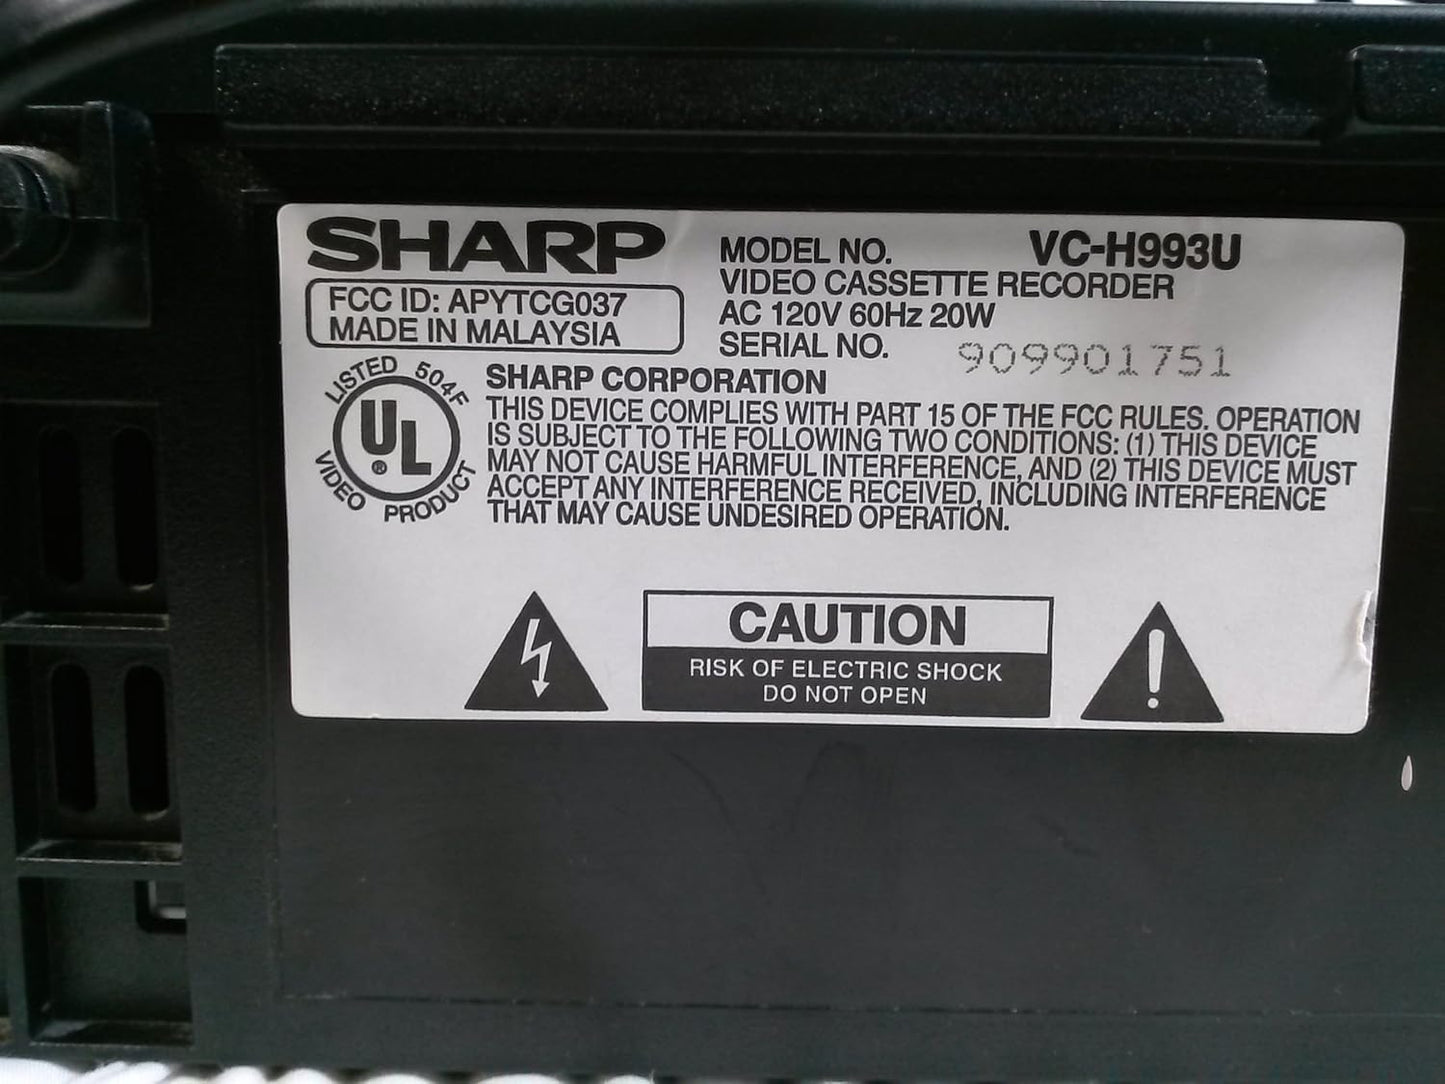 SHARP
FCC ID: APYTCG037
MADE IN MALAYSIA
MODEL NO. VC-H993U
VIDEO CASSETTE RECORDER
AC 120V 60Hz 20W
SERIAL NO. 909901751
LISTED 504F
UL
®
VIDEO PRODUCT
SHARP CORPORATION
THIS DEVICE COMPLIES WITH PART 15 OF THE FCC RULES. OPERATION
IS SUBJECT TO THE FOLLOWING TWO CONDITIONS: (1) THIS DEVICE
MAY NOT CAUSE HARMFUL INTERFERENCE, AND (2) THIS DEVICE MUST
ACCEPT ANY INTERFERENCE RECEIVED, INCLUDING INTERFERENCE
THAT MAY CAUSE UNDESIRED OPERATION.
CAUTION
RISK OF ELECTRIC SHOCK
DO NOT OPEN